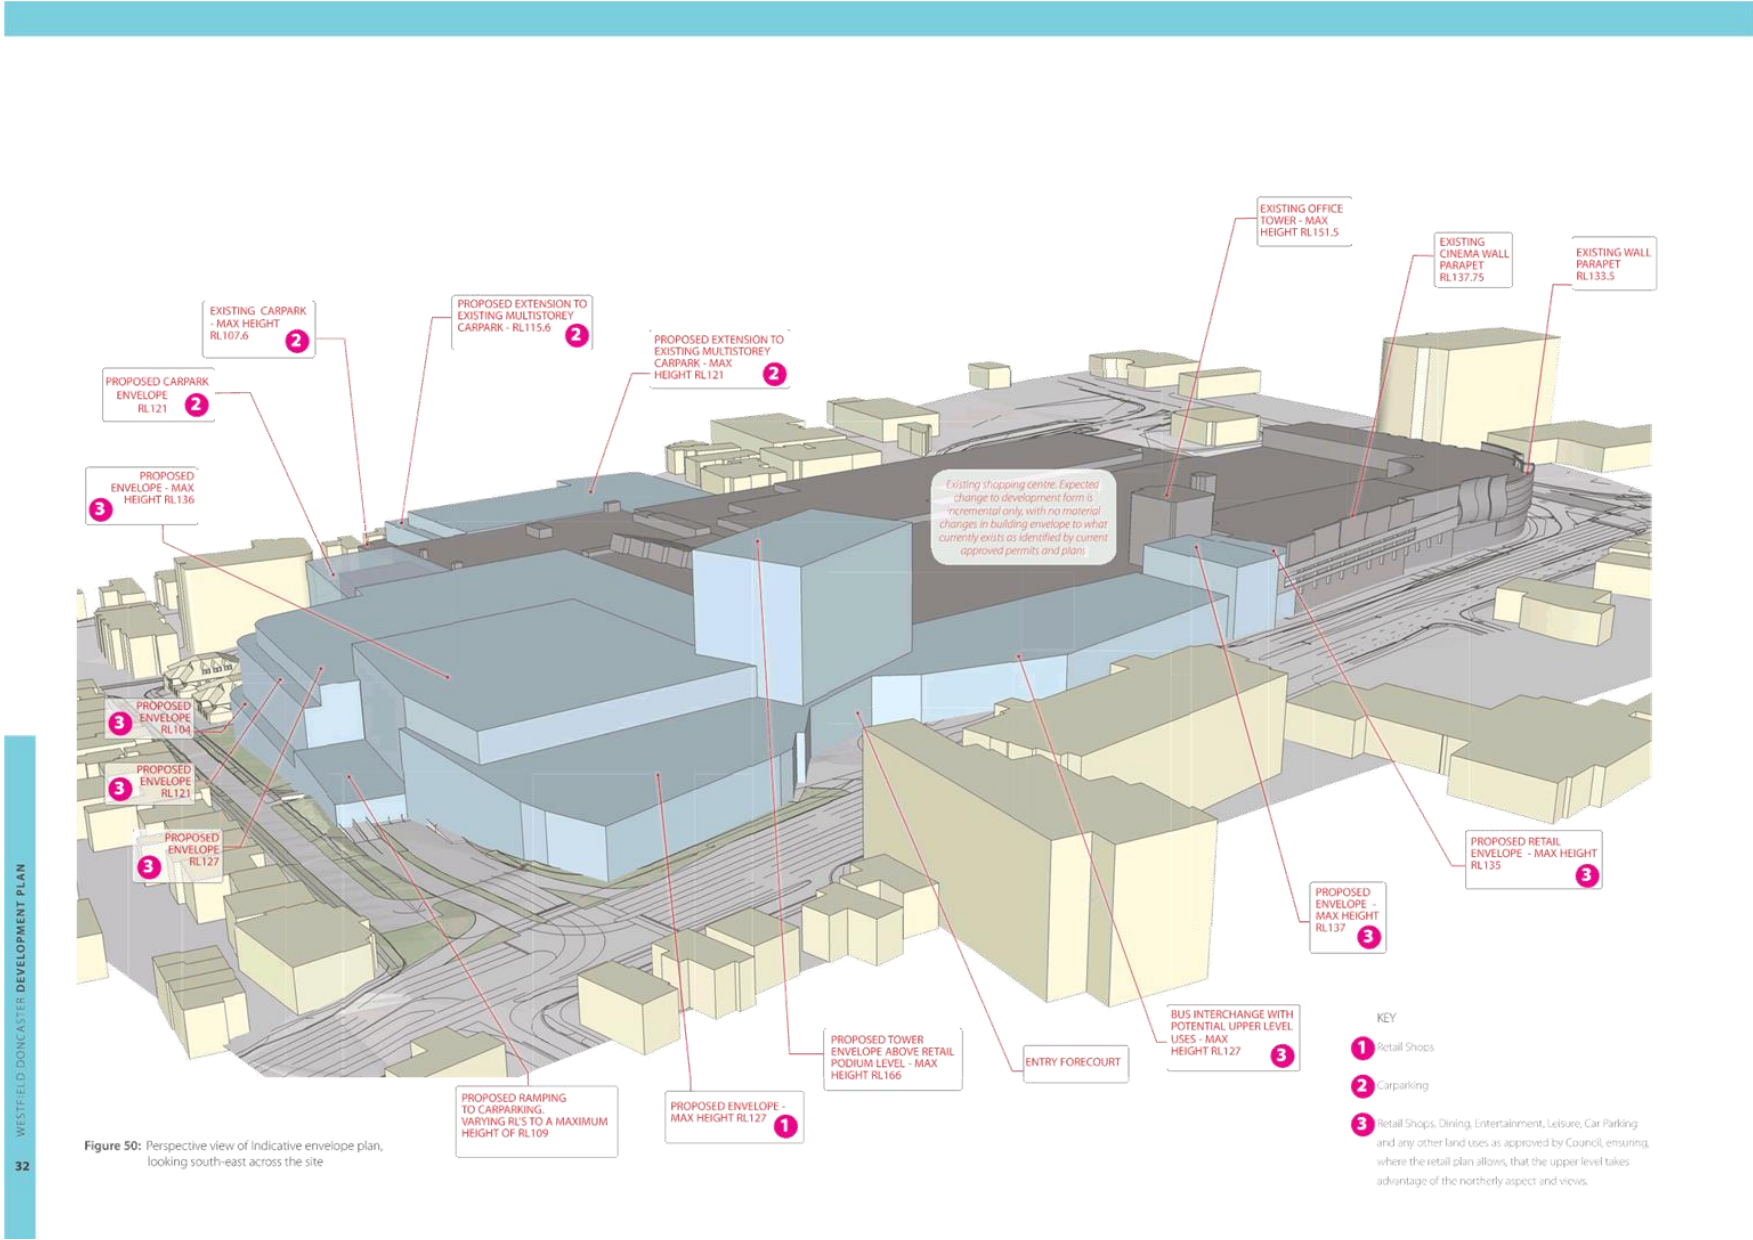 EXISTING OFFICE
TOWER - MAX
HEIGHT RL151.5
EXISTING
CINEMA WALL
PARAPET
RL137.75
EXISTING WALL
PARAPET
RL133.5
EXISTING CARPARK
- MAX HEIGHT
RL107.6
2
PROPOSED EXTENSION TO
EXISTING MULTISTOREY
CARPARK - RL115.6
2
PROPOSED EXTENSION TO
EXISTING MULTISTOREY
CARPARK - MAX
HEIGHT RL121
2
PROPOSED CARPARK
ENVELOPE
RL121
2
PROPOSED
ENVELOPE - MAX
HEIGHT RL136
3
Existing shopping centre. Expected
change to development form is
incremental only, with no material
changes in building envelope to what
currently exists as identified by current
approved permits and plans
PROPOSED
ENVELOPE
RL104
3
PROPOSED
ENVELOPE
RL121
3
PROPOSED
ENVELOPE
RL127
3
PROPOSED RETAIL
ENVELOPE - MAX HEIGHT
RL135
3
PROPOSED
ENVELOPE -
MAX HEIGHT
RL137
3
BUS INTERCHANGE WITH
POTENTIAL UPPER LEVEL
USES - MAX
HEIGHT RL127
3
ENTRY FORECOURT
PROPOSED TOWER
ENVELOPE ABOVE RETAIL
PODIUM LEVEL - MAX
HEIGHT RL166
PROPOSED ENVELOPE -
MAX HEIGHT RL127
1
PROPOSED RAMPING
TO CARPARKING.
VARYING RL'S TO A MAXIMUM
HEIGHT OF RL109
KEY
1 Retail Shops
2 Carparking
3 Retail Shops, Dining, Entertainment, Leisure, Car Parking
and any other land uses as approved by Council, ensuring,
where the retail plan allows, that the upper level takes
advantage of the northerly aspect and views.
Figure 50: Perspective view of Indicative envelope plan,
looking south-east across the site
WESTFIELD DONCASTER DEVELOPMENT PLAN
32